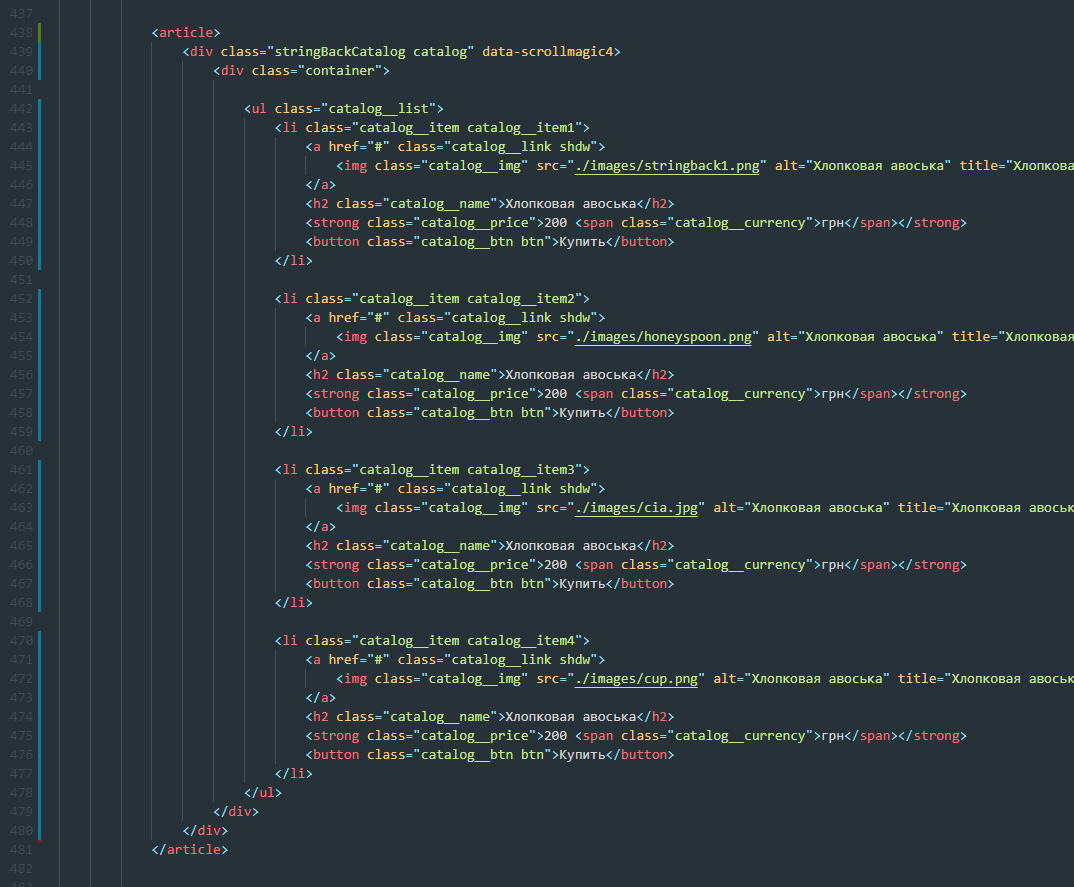 437
438 <article>
439 <div class="stringBackCatalog catalog" data-scrollmagic4>
440 <div class="container">
441
442 <ul class="catalog__list">
443 <li class="catalog__item catalog__item1">
444 <a href="#" class="catalog__link shdw">
445 <img class="catalog__img" src="./images/stringback1.png" alt="Хлопковая авоська" title="Хлопкова
446 </a>
447 <h2 class="catalog__name">Хлопковая авоська</h2>
448 <strong class="catalog__price">200 <span class="catalog__currency">грн</span></strong>
449 <button class="catalog__btn btn">Купить</button>
450 </li>
451
452 <li class="catalog__item catalog__item2">
453 <a href="#" class="catalog__link shdw">
454 <img class="catalog__img" src="./images/honeyspoon.png" alt="Хлопковая авоська" title="Хлопковая
455 </a>
456 <h2 class="catalog__name">Хлопковая авоська</h2>
457 <strong class="catalog__price">200 <span class="catalog__currency">грн</span></strong>
458 <button class="catalog__btn btn">Купить</button>
459 </li>
460
461 <li class="catalog__item catalog__item3">
462 <a href="#" class="catalog__link shdw">
463 <img class="catalog__img" src="./images/cia.jpg" alt="Хлопковая авоська" title="Хлопковая авоськ
464 </a>
465 <h2 class="catalog__name">Хлопковая авоська</h2>
466 <strong class="catalog__price">200 <span class="catalog__currency">грн</span></strong>
467 <button class="catalog__btn btn">Купить</button>
468 </li>
469
470 <li class="catalog__item catalog__item4">
471 <a href="#" class="catalog__link shdw">
472 <img class="catalog__img" src="./images/cup.png" alt="Хлопковая авоська" title="Хлопковая авоськ
473 </a>
474 <h2 class="catalog__name">Хлопковая авоська</h2>
475 <strong class="catalog__price">200 <span class="catalog__currency">грн</span></strong>
476 <button class="catalog__btn btn">Купить</button>
477 </li>
478 </ul>
479 </div>
480 </div>
481 </article>
482